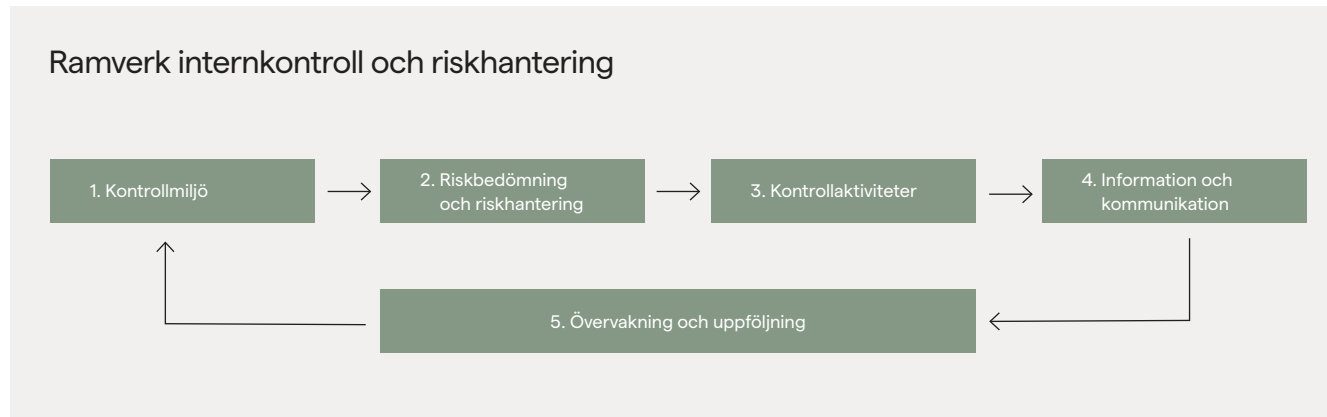 Ramverk internkontroll och riskhantering
1. Kontrollmiljö
2. Riskbedömning
och riskhantering
3. Kontrollaktiviteter
4. Information och
kommunikation
5. Övervakning och uppföljning